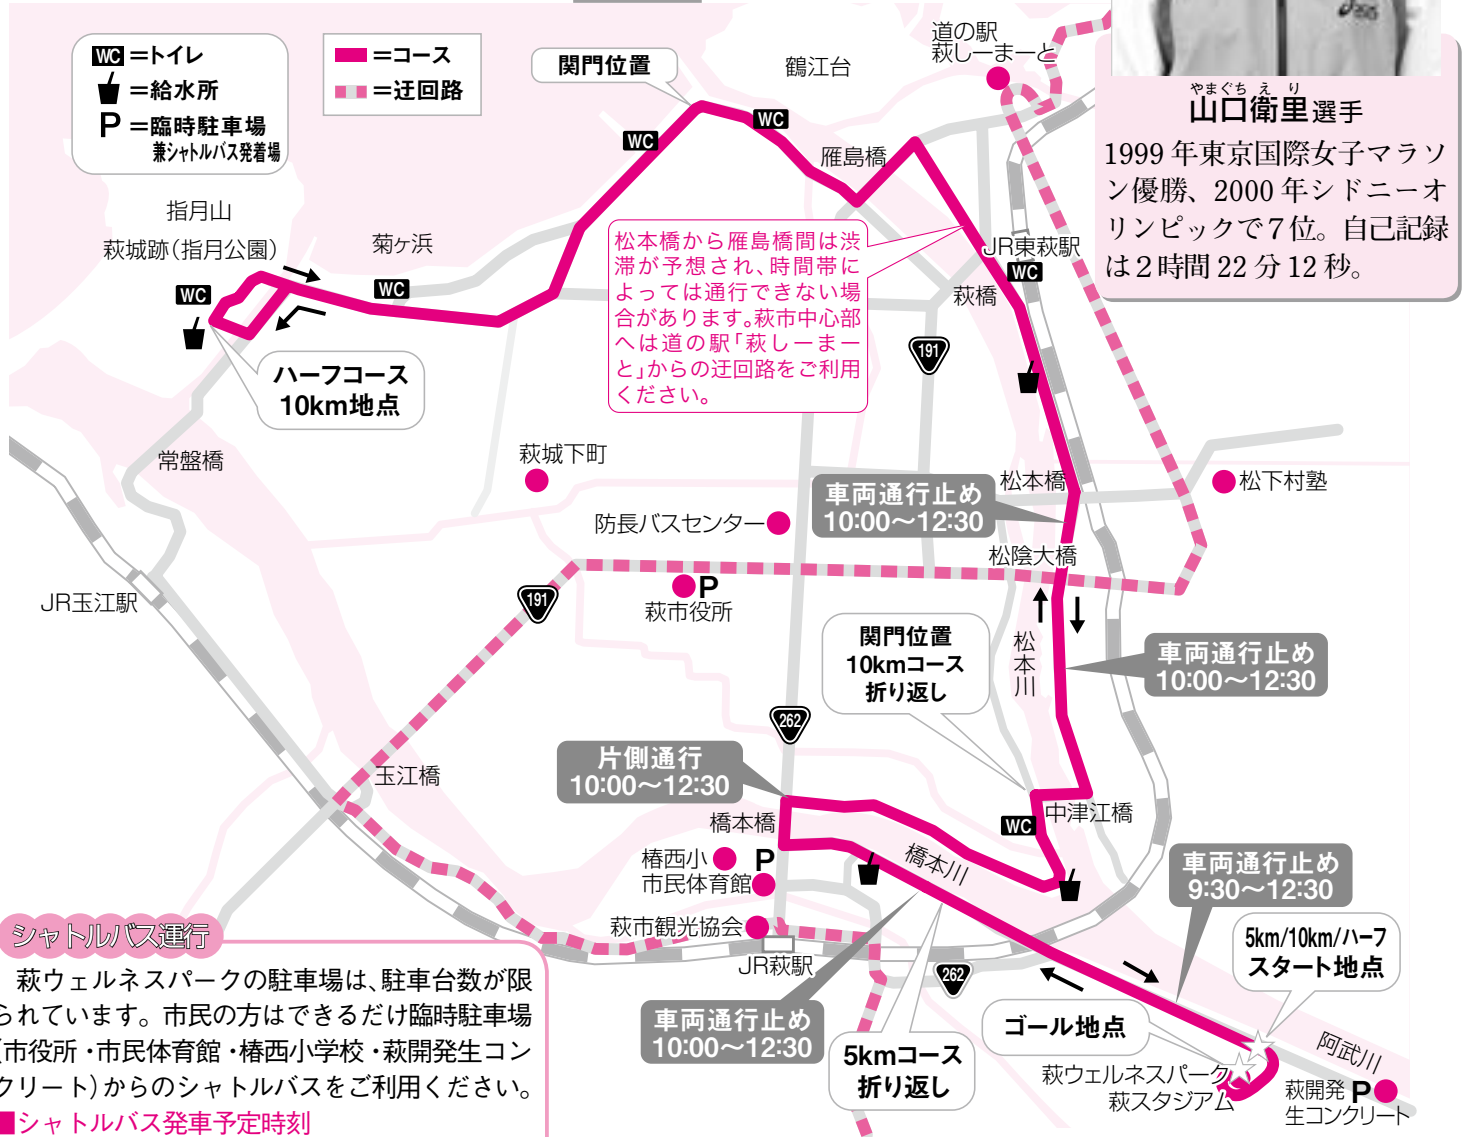 WC＝トイレ
＝給水所
P＝臨時駐車場
兼シャトルバス発着場
＝コース
＝迂回路
関門位置
鶴江台
道の駅
萩しーまーと
やまぐち えり
山口衛里選手
1999年東京国際女子マラソ
ン優勝、2000年シドニーオ
リンピックで7位。自己記録
は2時間22分12秒。
WC
WC
雁島橋
指月山
萩城跡(指月公園)
菊ヶ浜
WC
WC
松本橋から雁島橋間は渋
滞が予想され、時間帯に
よっては通行できない場
合があります。萩市中心部
へは道の駅「萩しーまー
と」からの迂回路をご利用
ください。
JR東萩駅
WC
萩橋
191
ハーフコース
10km地点
常盤橋
萩城下町
防長バスセンター
車両通行止め
10:00〜12:30
松本橋
松下村塾
松陰大橋
JR玉江駅
191
P
萩市役所
関門位置
10kmコース
折り返し
松本川
車両通行止め
10:00〜12:30
262
片側通行
10:00〜12:30
玉江橋
橋本橋
WC
中津江橋
椿西小
P
市民体育館
橋本川
車両通行止め
9:30〜12:30
萩市観光協会
JR萩駅
262
5km/10km/ハーフ
スタート地点
車両通行止め
10:00〜12:30
5kmコース
折り返し
ゴール地点
阿武川
萩ウェルネスパーク
萩スタジアム
萩開発
生コンクリート
P
シャトルバス運行
萩ウェルネスパークの駐車場は、駐車台数が限
られています。市民の方はできるだけ臨時駐車場
(市役所・市民体育館・椿西小学校・萩開発生コン
クリート)からのシャトルバスをご利用ください。
■シャトルバス発車予定時刻